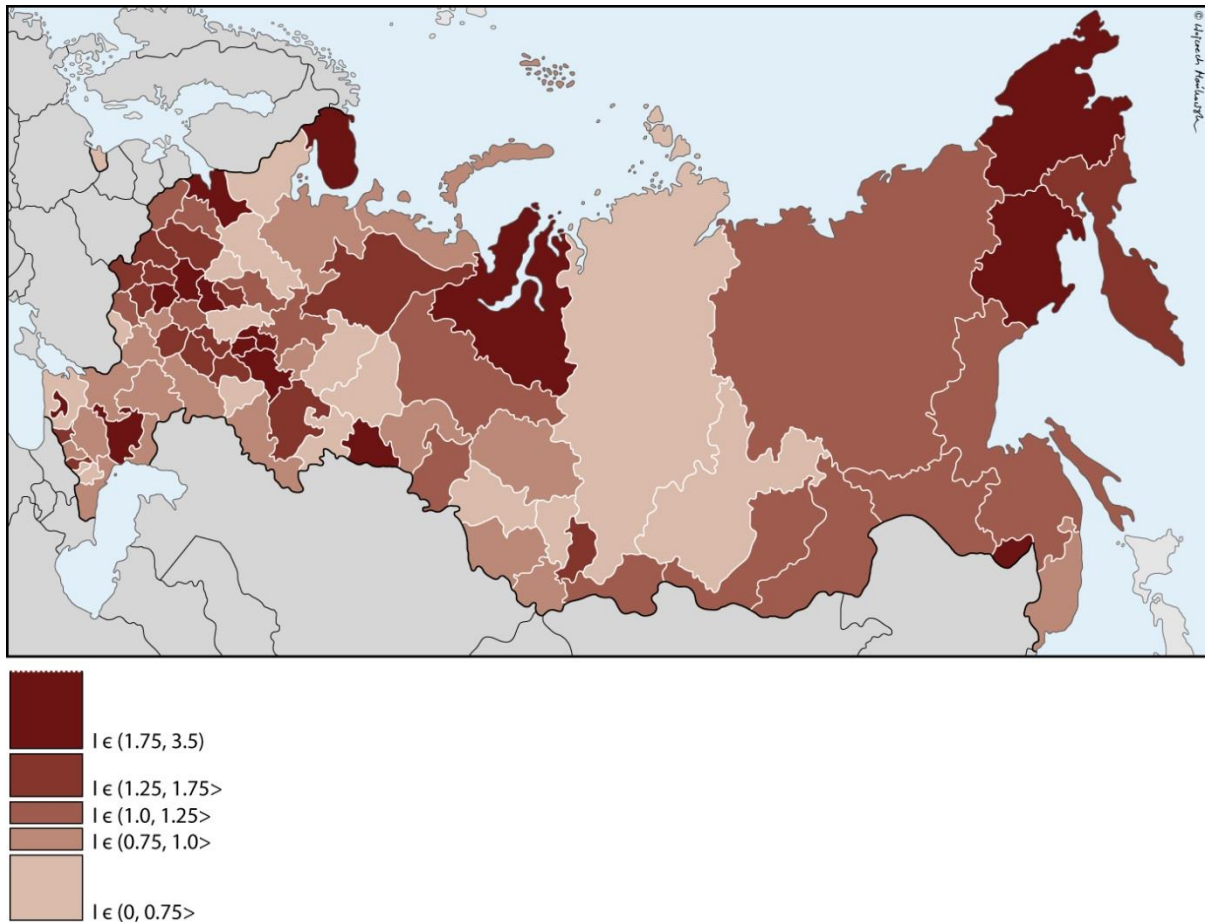 I ϵ (1.75, 3.5)
I ϵ (1.25, 1.75>
I ϵ (1.0, 1.25>
I ϵ (0.75, 1.0>
I ϵ (0, 0.75>